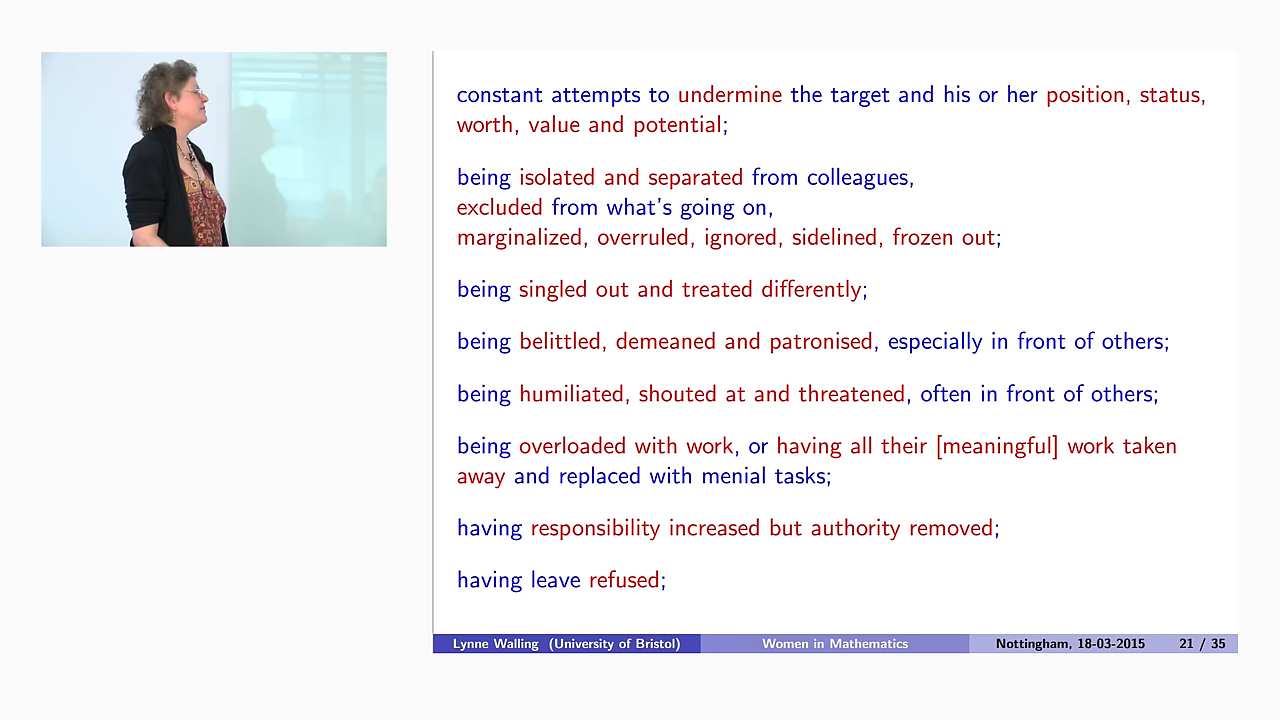 constant attempts to undermine the target and his or her position, status,
worth, value and potential;
being isolated and separated from colleagues,
excluded from what's going on,
marginalized, overruled, ignored, sidelined, frozen out;
being singled out and treated differently;
being belittled, demeaned and patronised, especially in front of others;
being humiliated, shouted at and threatened, often in front of others;
being overloaded with work, or having all their [meaningful] work taken
away and replaced with menial tasks;
having responsibility increased but authority removed;
having leave refused;
Lynne Walling (University of Bristol) Women in Mathematics Nottingham, 18-03-2015 21 / 35